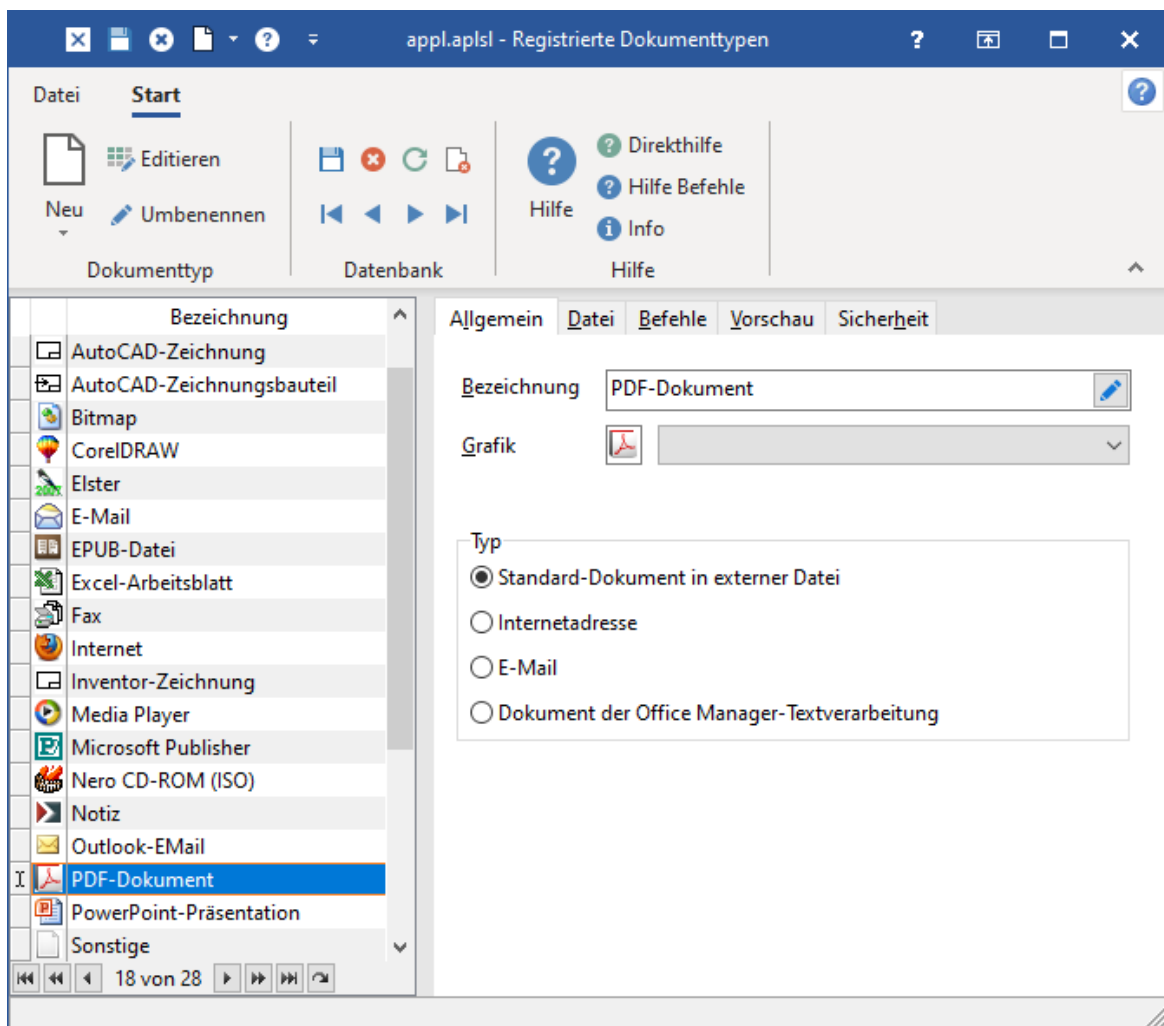 appl.aplsl - Registrierte Dokumenttypen
Datei Start
Neu
Editieren
Umbenennen
Dokumenttyp
Datenbank
Hilfe
Direkthilfe
Hilfe Befehle
Info
Hilfe
Bezeichnung
AutoCAD-Zeichnung
AutoCAD-Zeichnungsbauteil
Bitmap
CorelDRAW
Elster
E-Mail
EPUB-Datei
Excel-Arbeitsblatt
Fax
Internet
Inventor-Zeichnung
Media Player
Microsoft Publisher
Nero CD-ROM (ISO)
Notiz
Outlook-EMail
PDF-Dokument
PowerPoint-Präsentation
Sonstige
18 von 28
Allgemein Datei Befehle Vorschau Sicherheit
Bezeichnung PDF-Dokument
Grafik
Typ
Standard-Dokument in externer Datei
Internetadresse
E-Mail
Dokument der Office Manager-Textverarbeitung